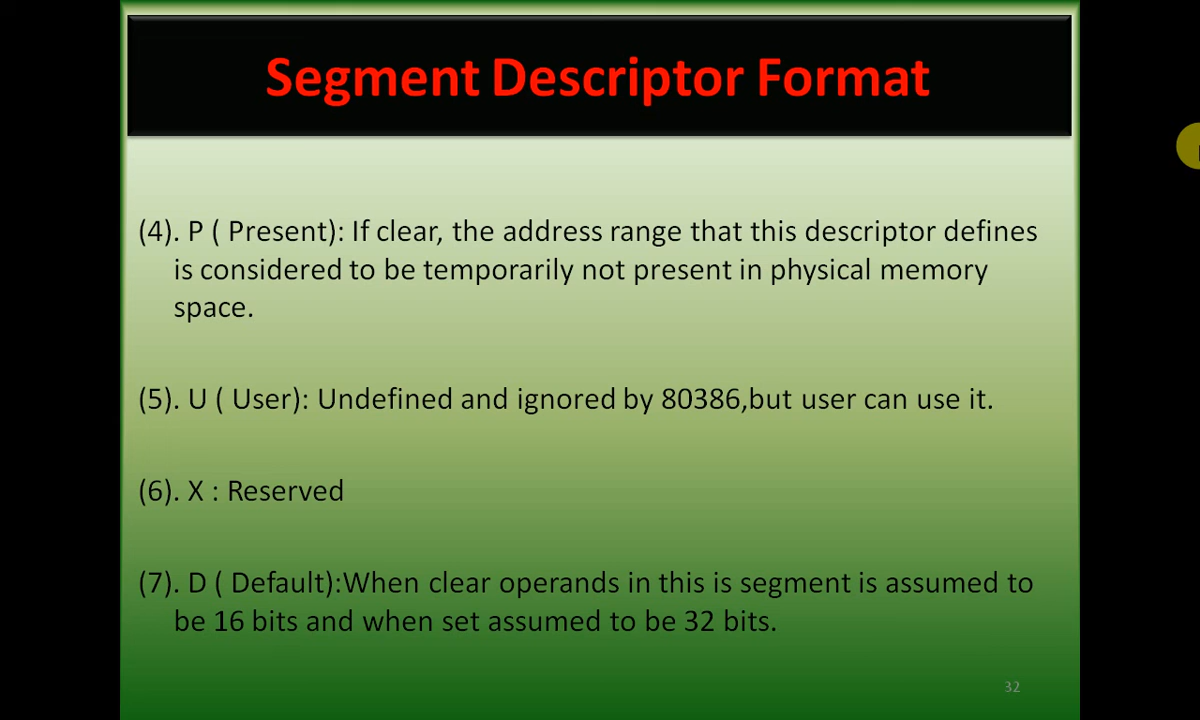 Segment Descriptor Format
(4). P ( Present): If clear, the address range that this descriptor defines
is considered to be temporarily not present in physical memory
space.
(5). U ( User): Undefined and ignored by 80386,but user can use it.
(6). X : Reserved
(7). D ( Default):When clear operands in this is segment is assumed to
be 16 bits and when set assumed to be 32 bits.
32